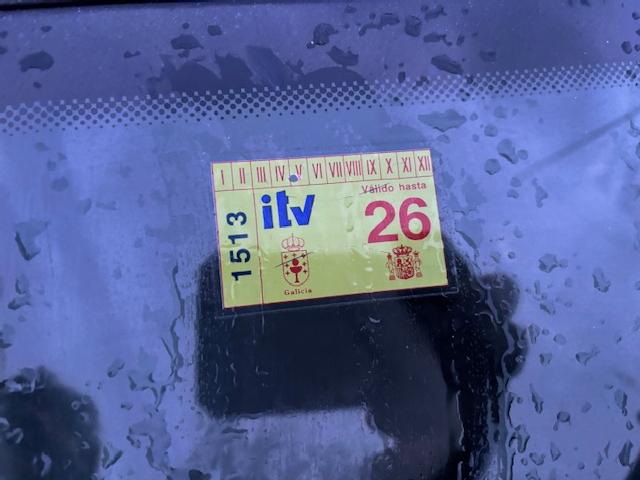 I II III IV V VI VII VIII IX X XI XII
Válido hasta
itv 26
1513
Galicia